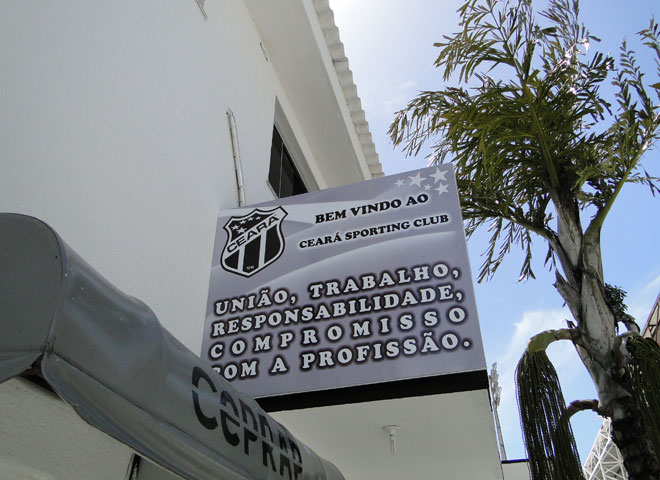 BEM VINDO AO
CEARÁ SPORTING CLUB
CEARÁ
UNIÃO, TRABALHO,
RESPONSABILIDADE,
COMPROMISSO
COM A PROFISSÃO.
CePRAP